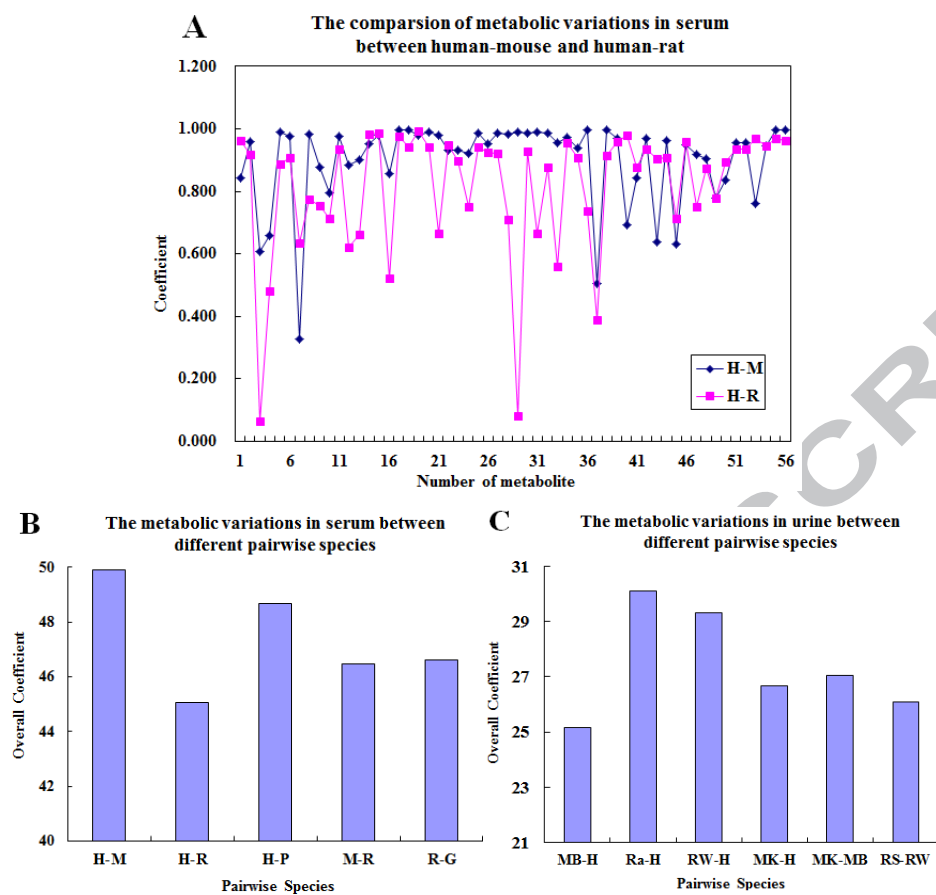 A
The comparsion of metabolic variations in serum
between human-mouse and human-rat
Coefficient
1.200
1.000
0.800
0.600
0.400
0.200
0.000
H-M
H-R
1 6 11 16 21 26 31 36 41 46 51 56
Number of metabolite
SCRI
B
The metabolic variations in serum between
different pairwise species
Overall Coefficient
50
48
46
44
42
40
H-M H-R H-P M-R R-G
Pairwise Species
C
The metabolic variations in urine between
different pairwise species
Overall Coefficient
31
29
27
25
23
21
MB-H Ra-H RW-H MK-H MK-MB RS-RW
Pairwise Species